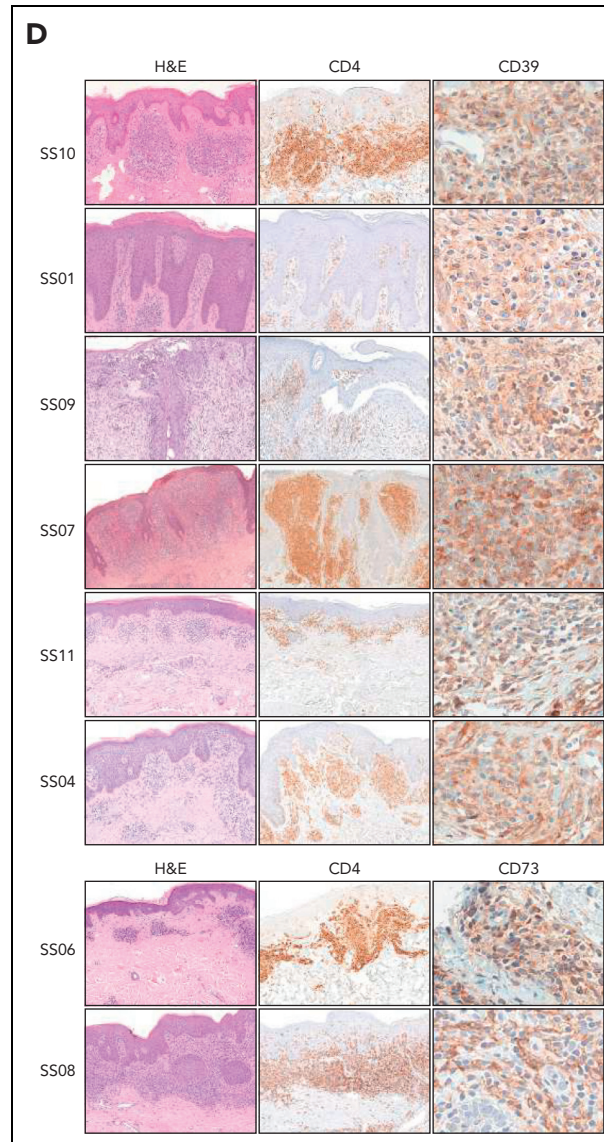 D
H&E CD4 CD39
SS10
SS01
SS09
SS07
SS11
SS04
H&E CD4 CD73
SS06
SS08